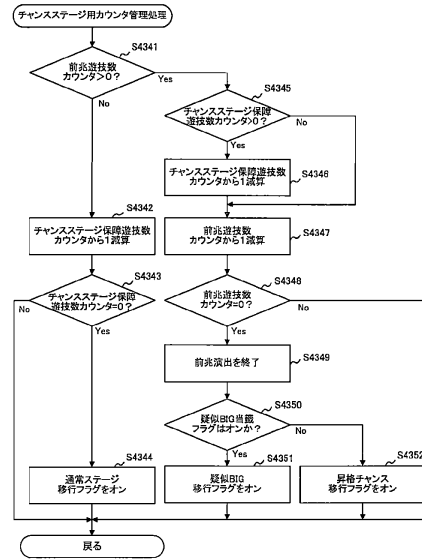 チャンスステージ用カウンタ管理処理
S4341
前兆遊技数
カウンタ>0?
Yes
No
S4345
チャンスステージ保障
遊技数カウンタ>0?
No
Yes
チャンスステージ保障遊技数
カウンタから1減算
S4346
S4342
チャンスステージ保障遊技数
カウンタから1減算
前兆遊技数
カウンタから1減算
S4347
S4343
チャンスステージ保障
遊技数カウンタ=0?
No
Yes
S4348
前兆遊技数
カウンタ=0?
No
Yes
前兆演出を終了
S4349
S4350
疑似BIG当籤
フラグはオンか?
No
Yes
S4344
通常ステージ
移行フラグをオン
S4351
疑似BIG
移行フラグをオン
S4352
昇格チャンス
移行フラグをオン
戻る